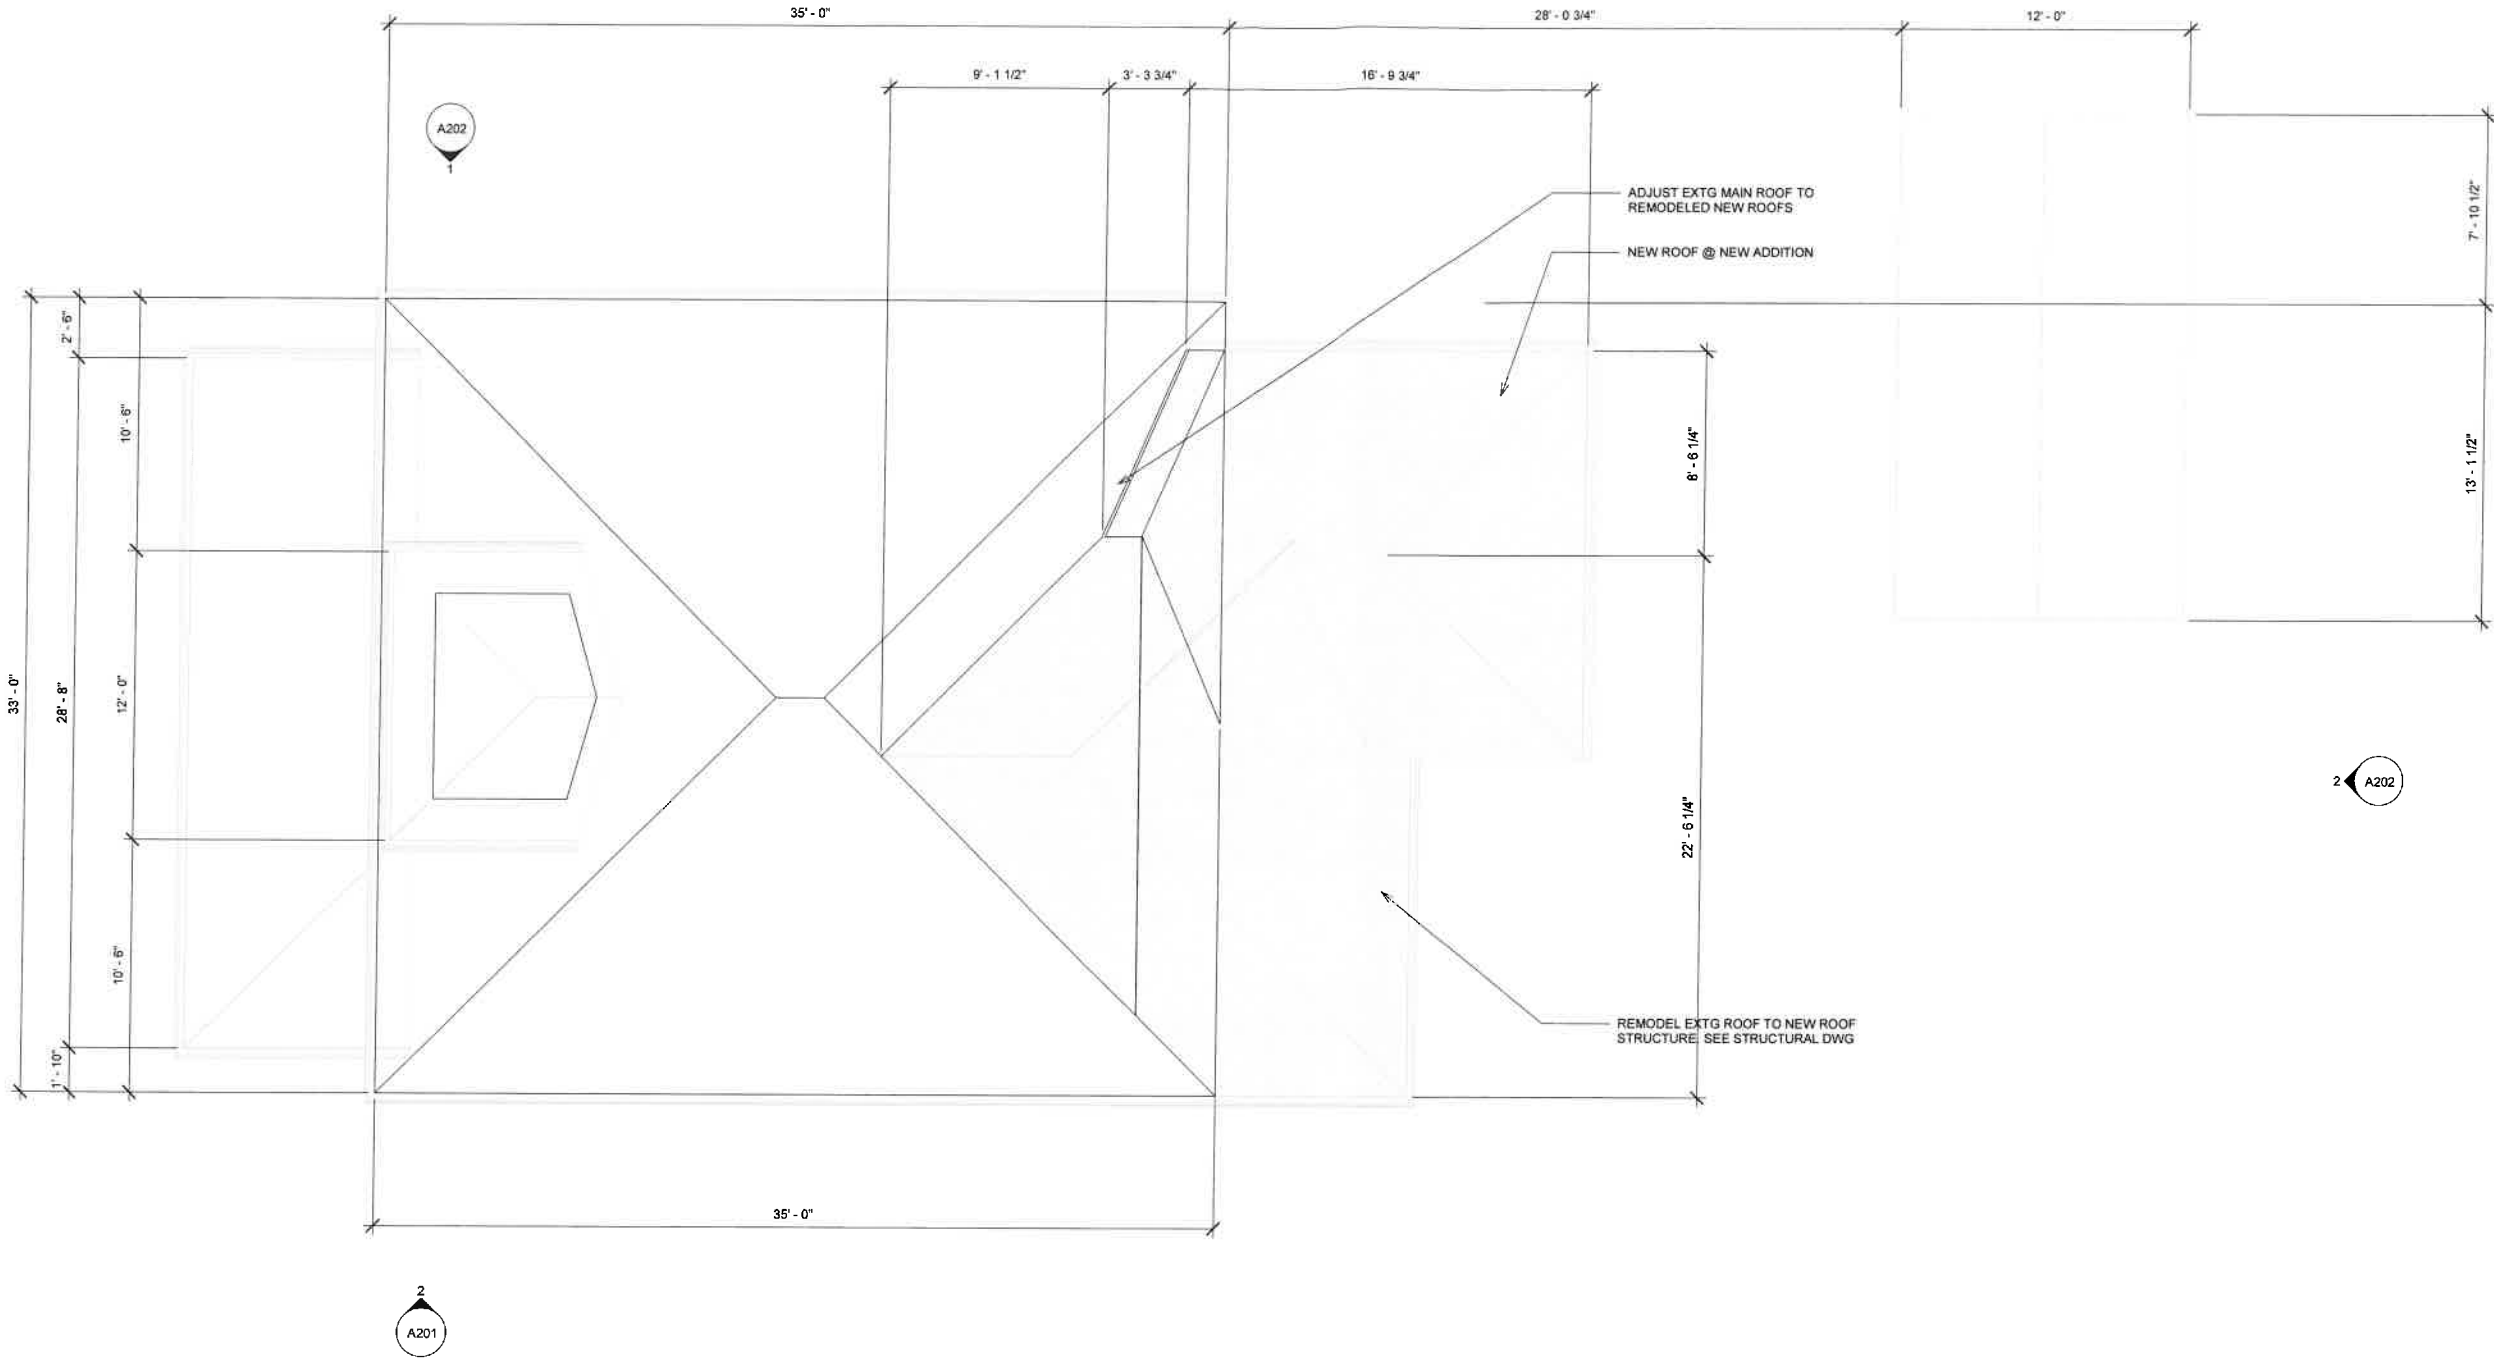 35' - 0"
28' - 0 3/4"
12' - 0"
9' - 1 1/2"
3' - 3 3/4"
16' - 9 3/4"
A202
1
ADJUST EXTG MAIN ROOF TO
REMODELED NEW ROOFS
7' - 10 1/2"
NEW ROOF @ NEW ADDITION
2' - 6"
10' - 6"
8' - 6 1/4"
13' - 1 1/2"
33' - 0"
28' - 8"
12' - 0"
2
A202
22' - 6 1/4"
10' - 6"
REMODEL EXTG ROOF TO NEW ROOF
STRUCTURE. SEE STRUCTURAL DWG
1' - 10"
35' - 0"
2
A201